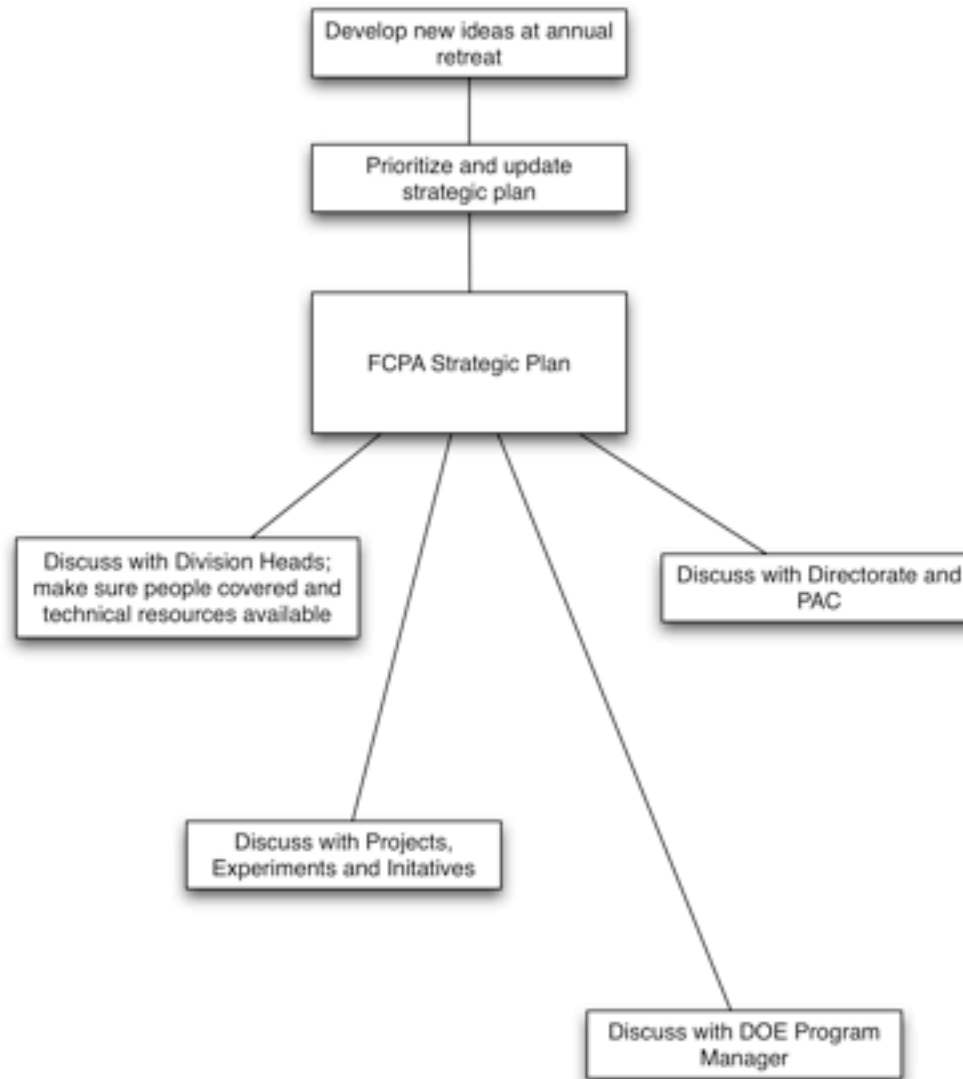 Develop new ideas at annual
retreat
Prioritize and update
strategic plan
FCPA Strategic Plan
Discuss with Division Heads;
make sure people covered and
technical resources available
Discuss with Directorate and
PAC
Discuss with Projects,
Experiments and Initatives
Discuss with DOE Program
Manager